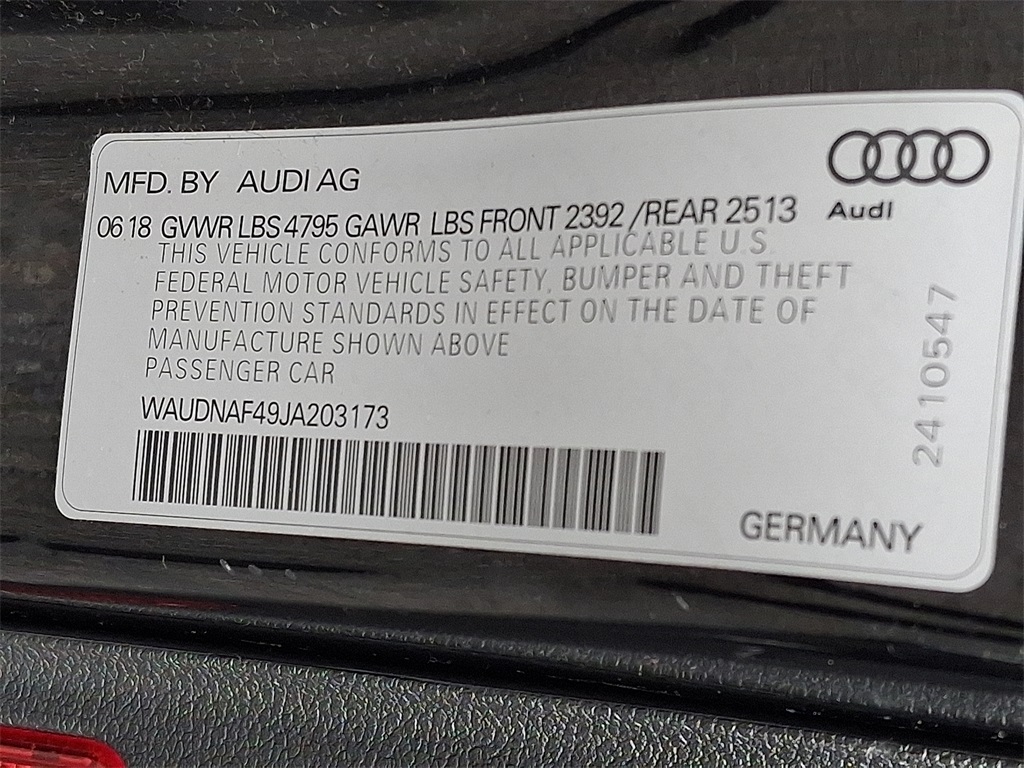 MFD. BY AUDI AG
Audi
06 18 GVWR LBS 4795 GAWR LBS FRONT 2392 /REAR 2513
THIS VEHICLE CONFORMS TO ALL APPLICABLE U.S.
FEDERAL MOTOR VEHICLE SAFETY, BUMPER AND THEFT
PREVENTION STANDARDS IN EFFECT ON THE DATE OF
MANUFACTURE SHOWN ABOVE
PASSENGER CAR
WAUDNAF49JA203173
24105447
GERMANY